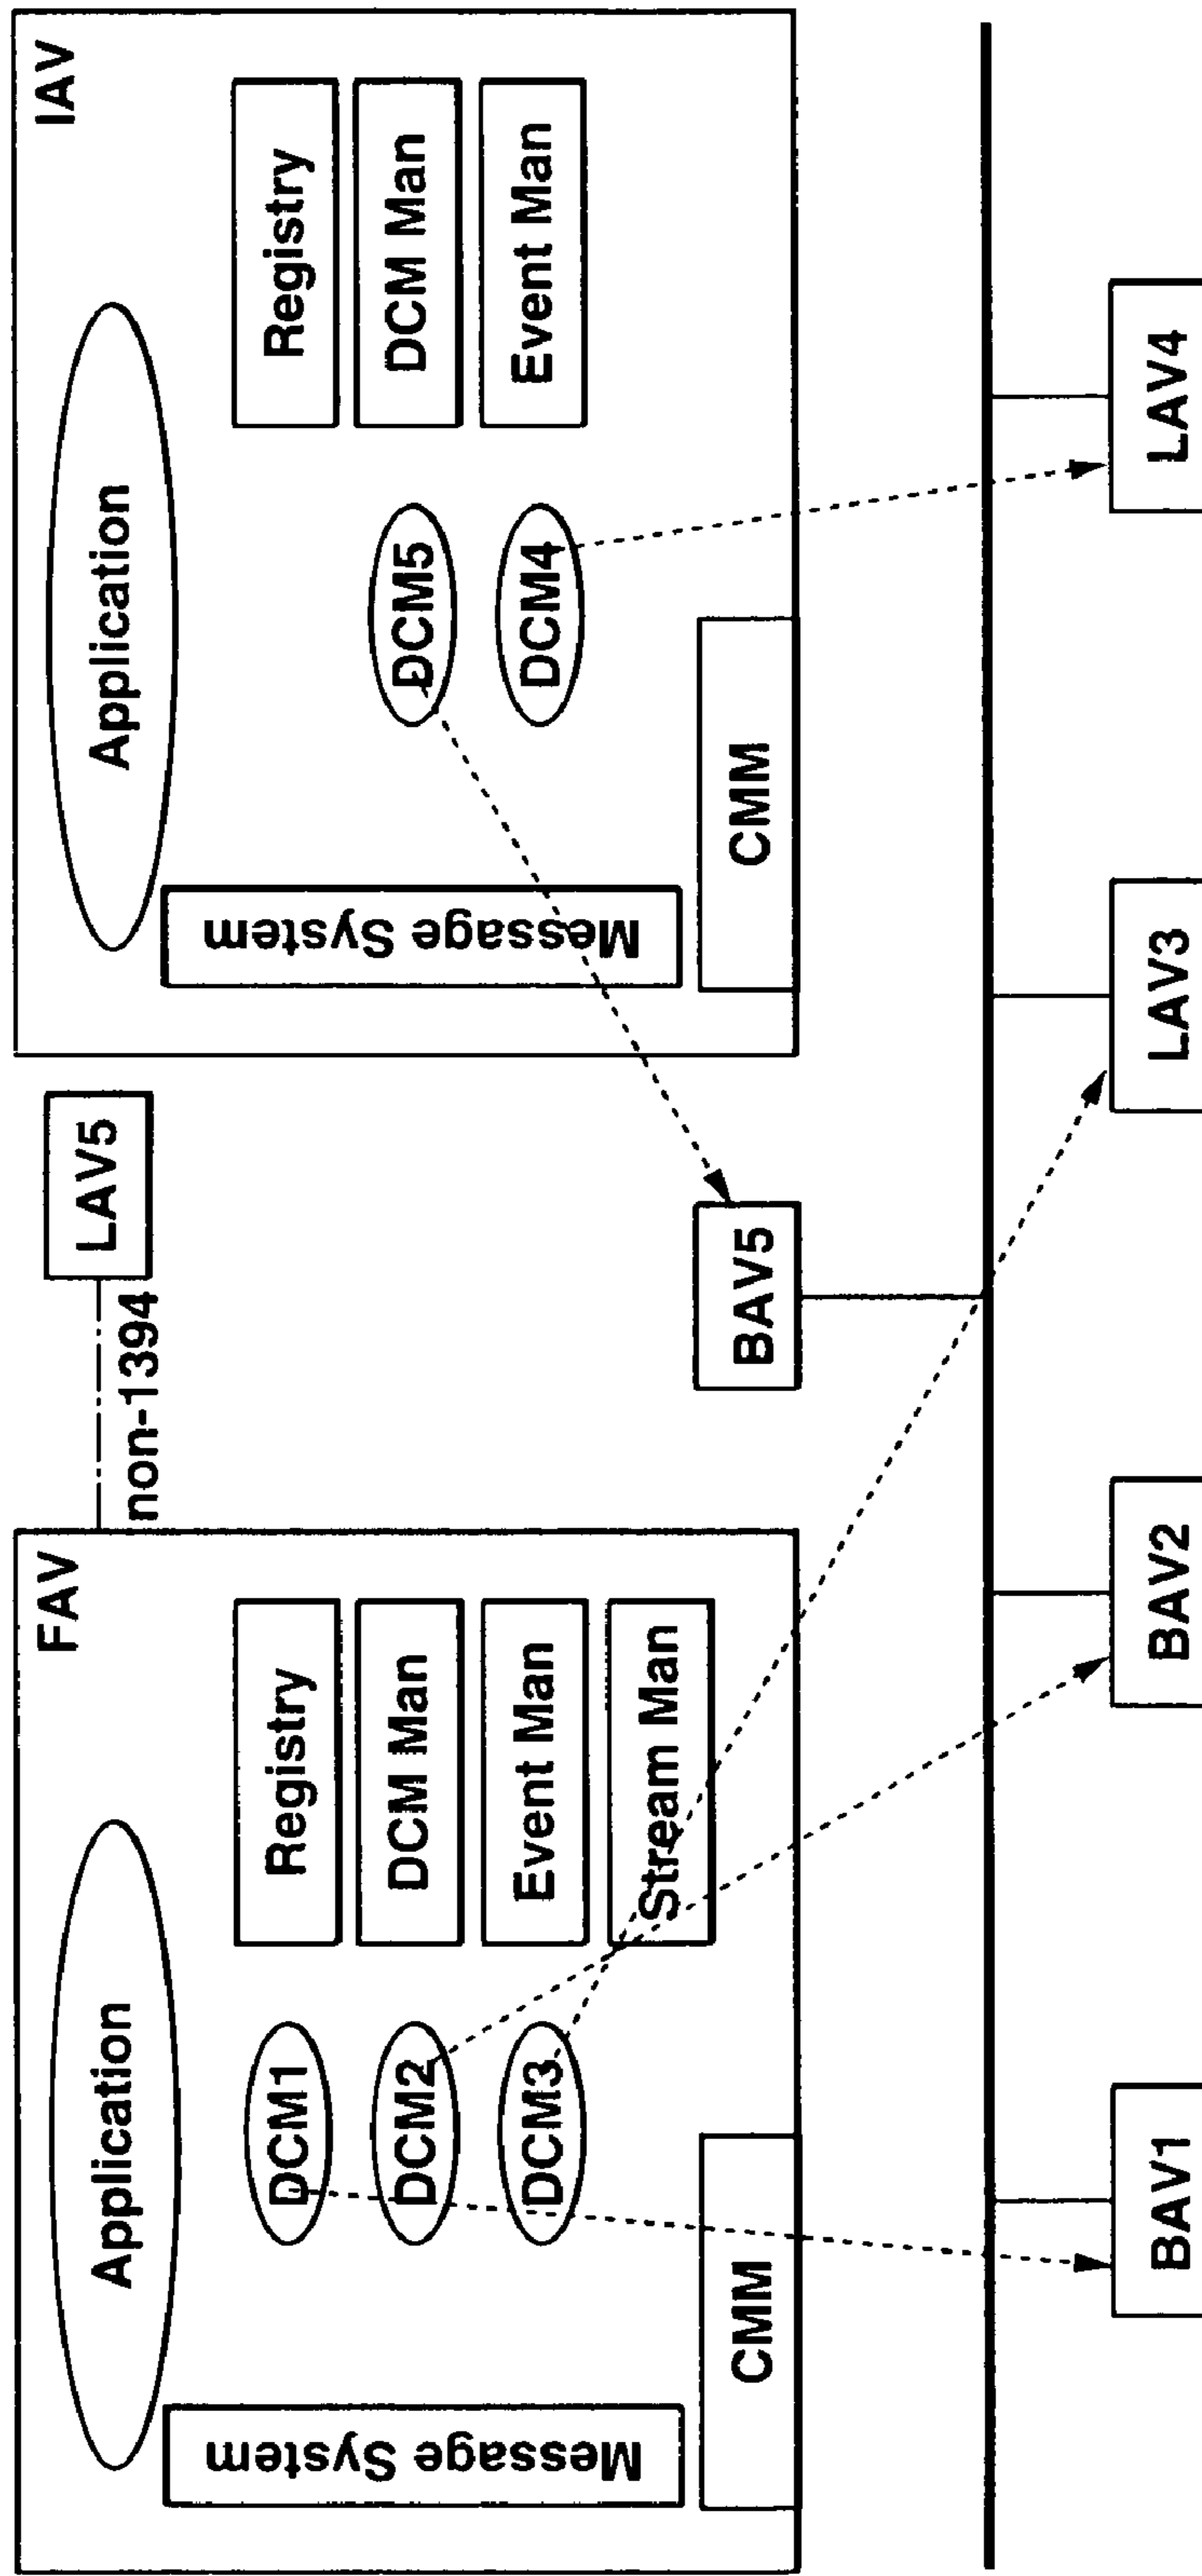 FAV
Application
Message System
DCM1
DCM2
DCM3
Registry
DCM Man
Event Man
Stream Man
CMM
non-1394
LAV5
BAV5
IAV
Application
Message System
DCM5
DCM4
Registry
DCM Man
Event Man
CMM
BAV1
BAV2
LAV3
LAV4